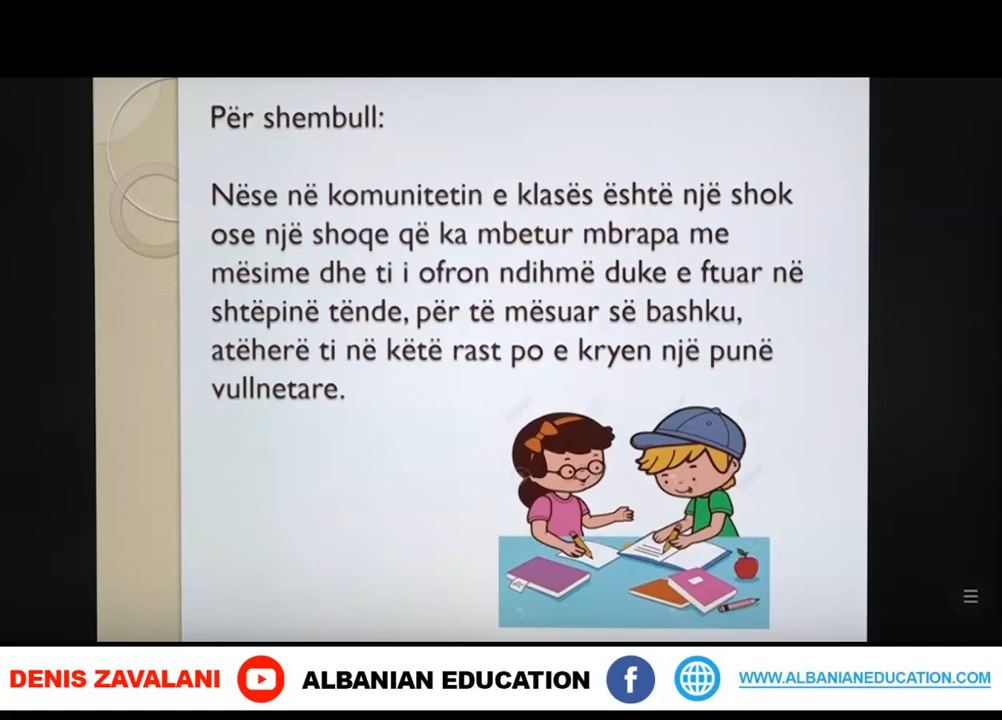 Për shembull:
Nëse në komunitetin e klasës është një shok
ose një shoqe që ka mbetur mbrapa me
mësime dhe ti i ofron ndihmë duke e ftuar në
shtëpinë tënde, për të mësuar së bashku,
atëherë ti në këtë rast po e kryen një punë
vullnetare.
DENIS ZAVALANI ALBANIAN EDUCATION f WWW.ALBANIANEDUCATION.COM